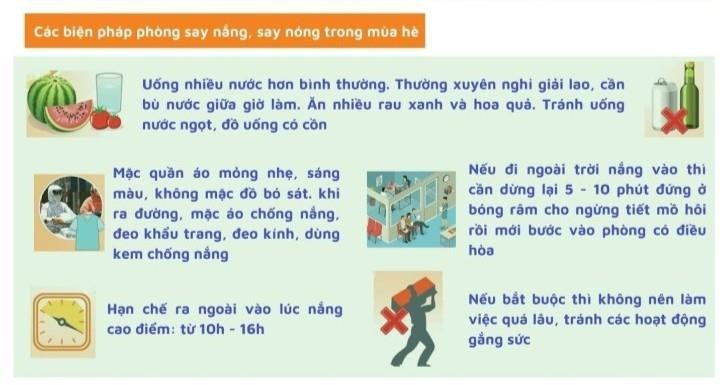 Các biện pháp phòng say nắng, say nóng trong mùa hè
Uống nhiều nước hơn bình thường. Thường xuyên nghỉ giải lao, cần
bù nước giữa giờ làm. Ăn nhiều rau xanh và hoa quả. Tránh uống
nước ngọt, đồ uống có cồn
Mặc quần áo mỏng nhẹ, sáng
màu, không mặc đồ bó sát. khi
ra đường, mặc áo chống nắng,
đeo khẩu trang, đeo kính, dùng
kem chống nắng
Nếu đi ngoài trời nắng vào thì
cần dừng lại 5 - 10 phút đứng ở
bóng râm cho ngừng tiết mồ hôi
rồi mới bước vào phòng có điều
hòa
Hạn chế ra ngoài vào lúc nắng
cao điểm: từ 10h - 16h
Nếu bắt buộc thì không nên làm
việc quá lâu, tránh các hoạt động
gắng sức